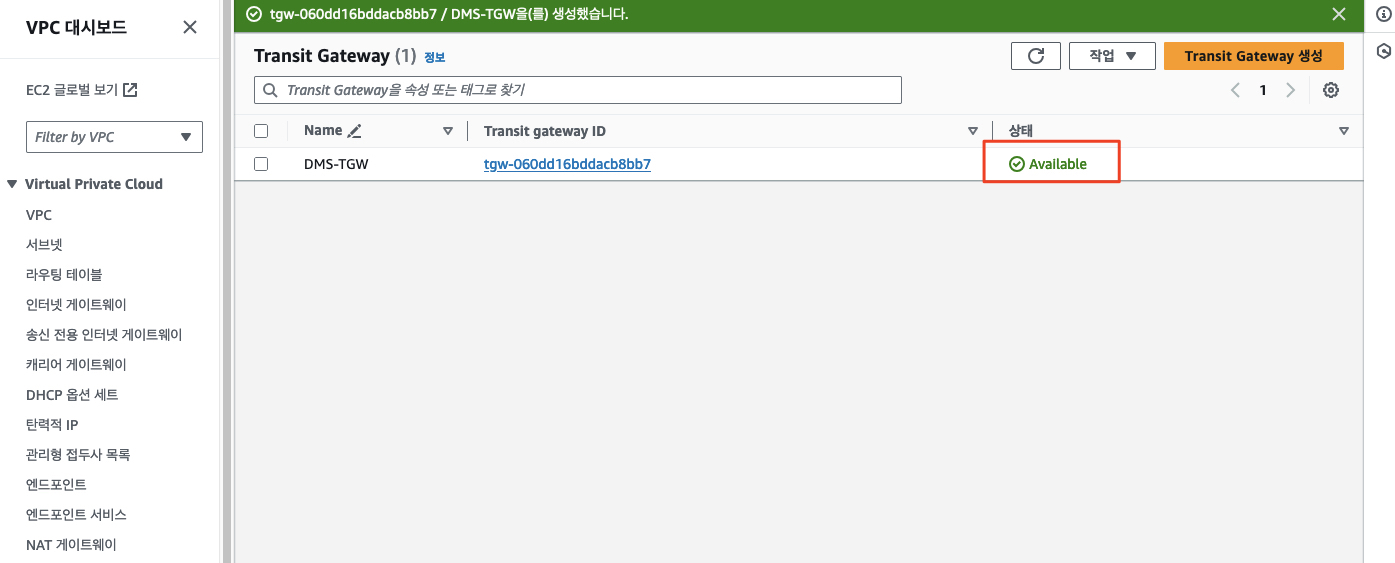 VPC 대시보드
EC2 글로벌 보기
Filter by VPC
Virtual Private Cloud
VPC
서브넷
라우팅 테이블
인터넷 게이트웨이
송신 전용 인터넷 게이트웨이
캐리어 게이트웨이
DHCP 옵션 세트
탄력적 IP
관리형 접두사 목록
엔드포인트
엔드포인트 서비스
NAT 게이트웨이
tgw-060dd16bddacb8bb7 / DMS-TGW을(를) 생성했습니다.
Transit Gateway (1) 정보
작업
Transit Gateway 생성
Transit Gateway을 속성 또는 태그로 찾기
1
Name Transit gateway ID 상태
DMS-TGW tgw-060dd16bddacb8bb7 Available